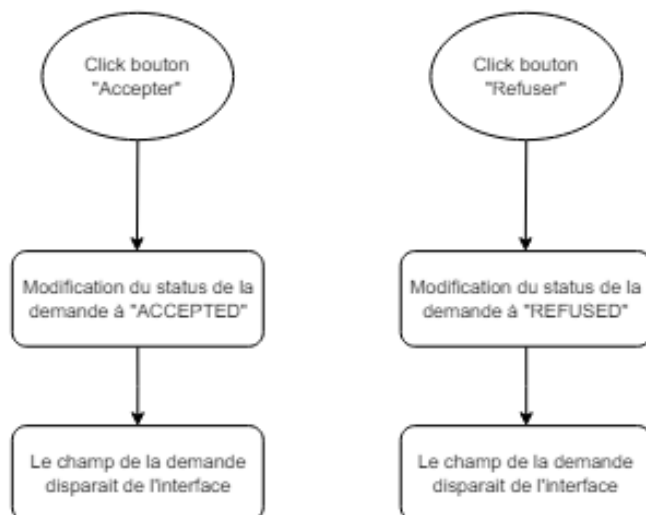 Click bouton
"Accepter"
Click bouton
"Refuser"
Modification du status de la
demande à "ACCEPTED"
Modification du status de la
demande à "REFUSED"
Le champ de la demande
disparait de l'interface
Le champ de la demande
disparait de l'interface